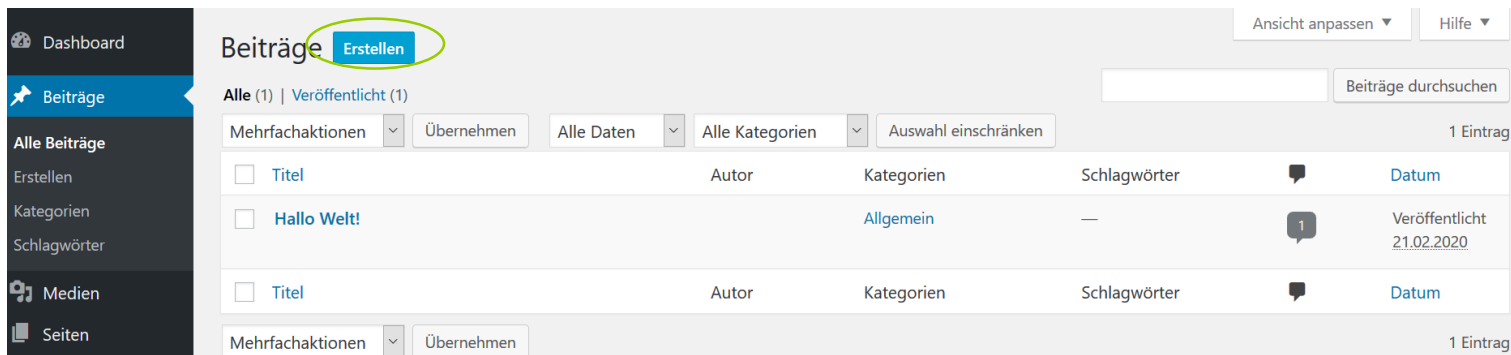 Dashboard
Beiträge
Alle Beiträge
Erstellen
Kategorien
Schlagwörter
Medien
Seiten
Ansicht anpassen ▼ Hilfe ▼
Beiträge Erstellen
Alle (1) | Veröffentlicht (1)
Beiträge durchsuchen
Mehrfachaktionen Übernehmen Alle Daten Alle Kategorien Auswahl einschränken 1 Eintrag
Titel Autor Kategorien Schlagwörter Datum
Hallo Welt! Allgemein — 1 Veröffentlicht
21.02.2020
Titel Autor Kategorien Schlagwörter Datum
Mehrfachaktionen Übernehmen 1 Eintrag